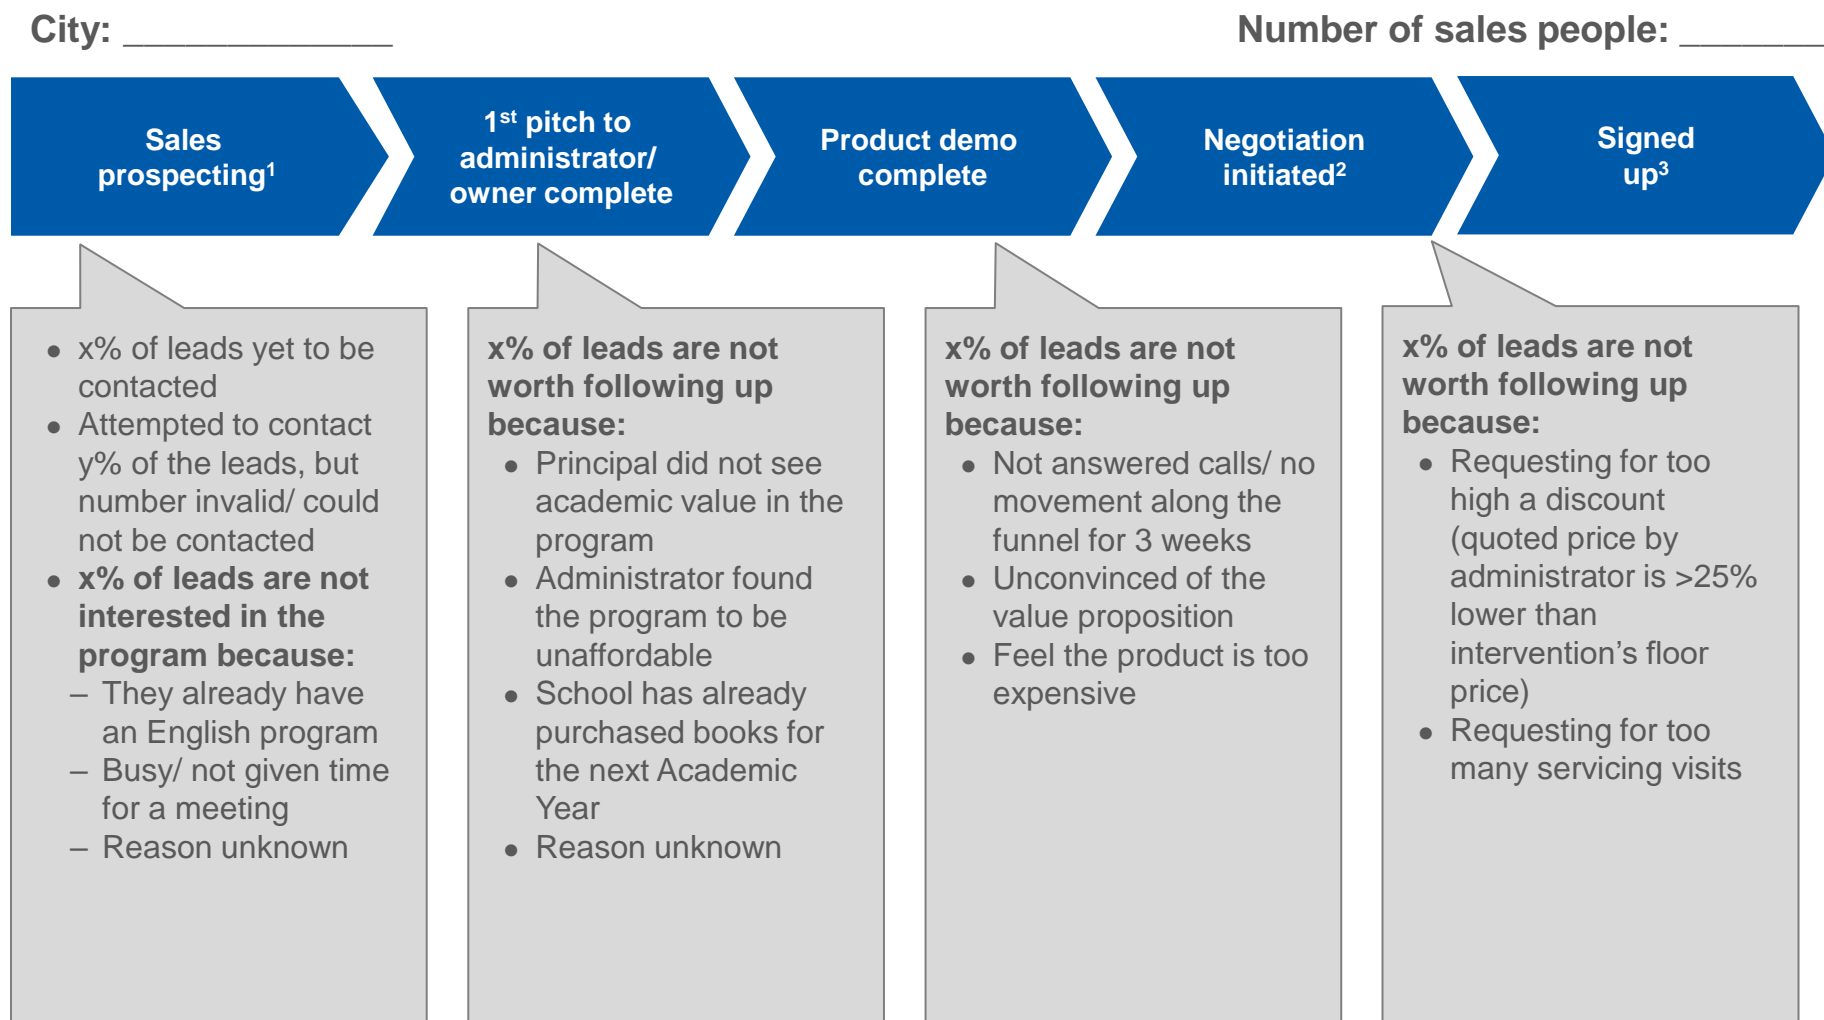 City: _____________
Number of sales people: _______
Sales
prospecting1
1st pitch to
administrator/
owner complete
Product demo
complete
Negotiation
initiated2
Signed
up3
● x% of leads yet to be
contacted
● Attempted to contact
y% of the leads, but
number invalid/ could
not be contacted
● x% of leads are not
interested in the
program because:
– They already have
an English program
– Busy/ not given time
for a meeting
– Reason unknown
x% of leads are not
worth following up
because:
● Principal did not see
academic value in the
program
● Administrator found
the program to be
unaffordable
● School has already
purchased books for
the next Academic
Year
● Reason unknown
x% of leads are not
worth following up
because:
● Not answered calls/ no
movement along the
funnel for 3 weeks
● Unconvinced of the
value proposition
● Feel the product is too
expensive
x% of leads are not
worth following up
because:
● Requesting for too
high a discount
(quoted price by
administrator is >25%
lower than
intervention’s floor
price)
● Requesting for too
many servicing visits